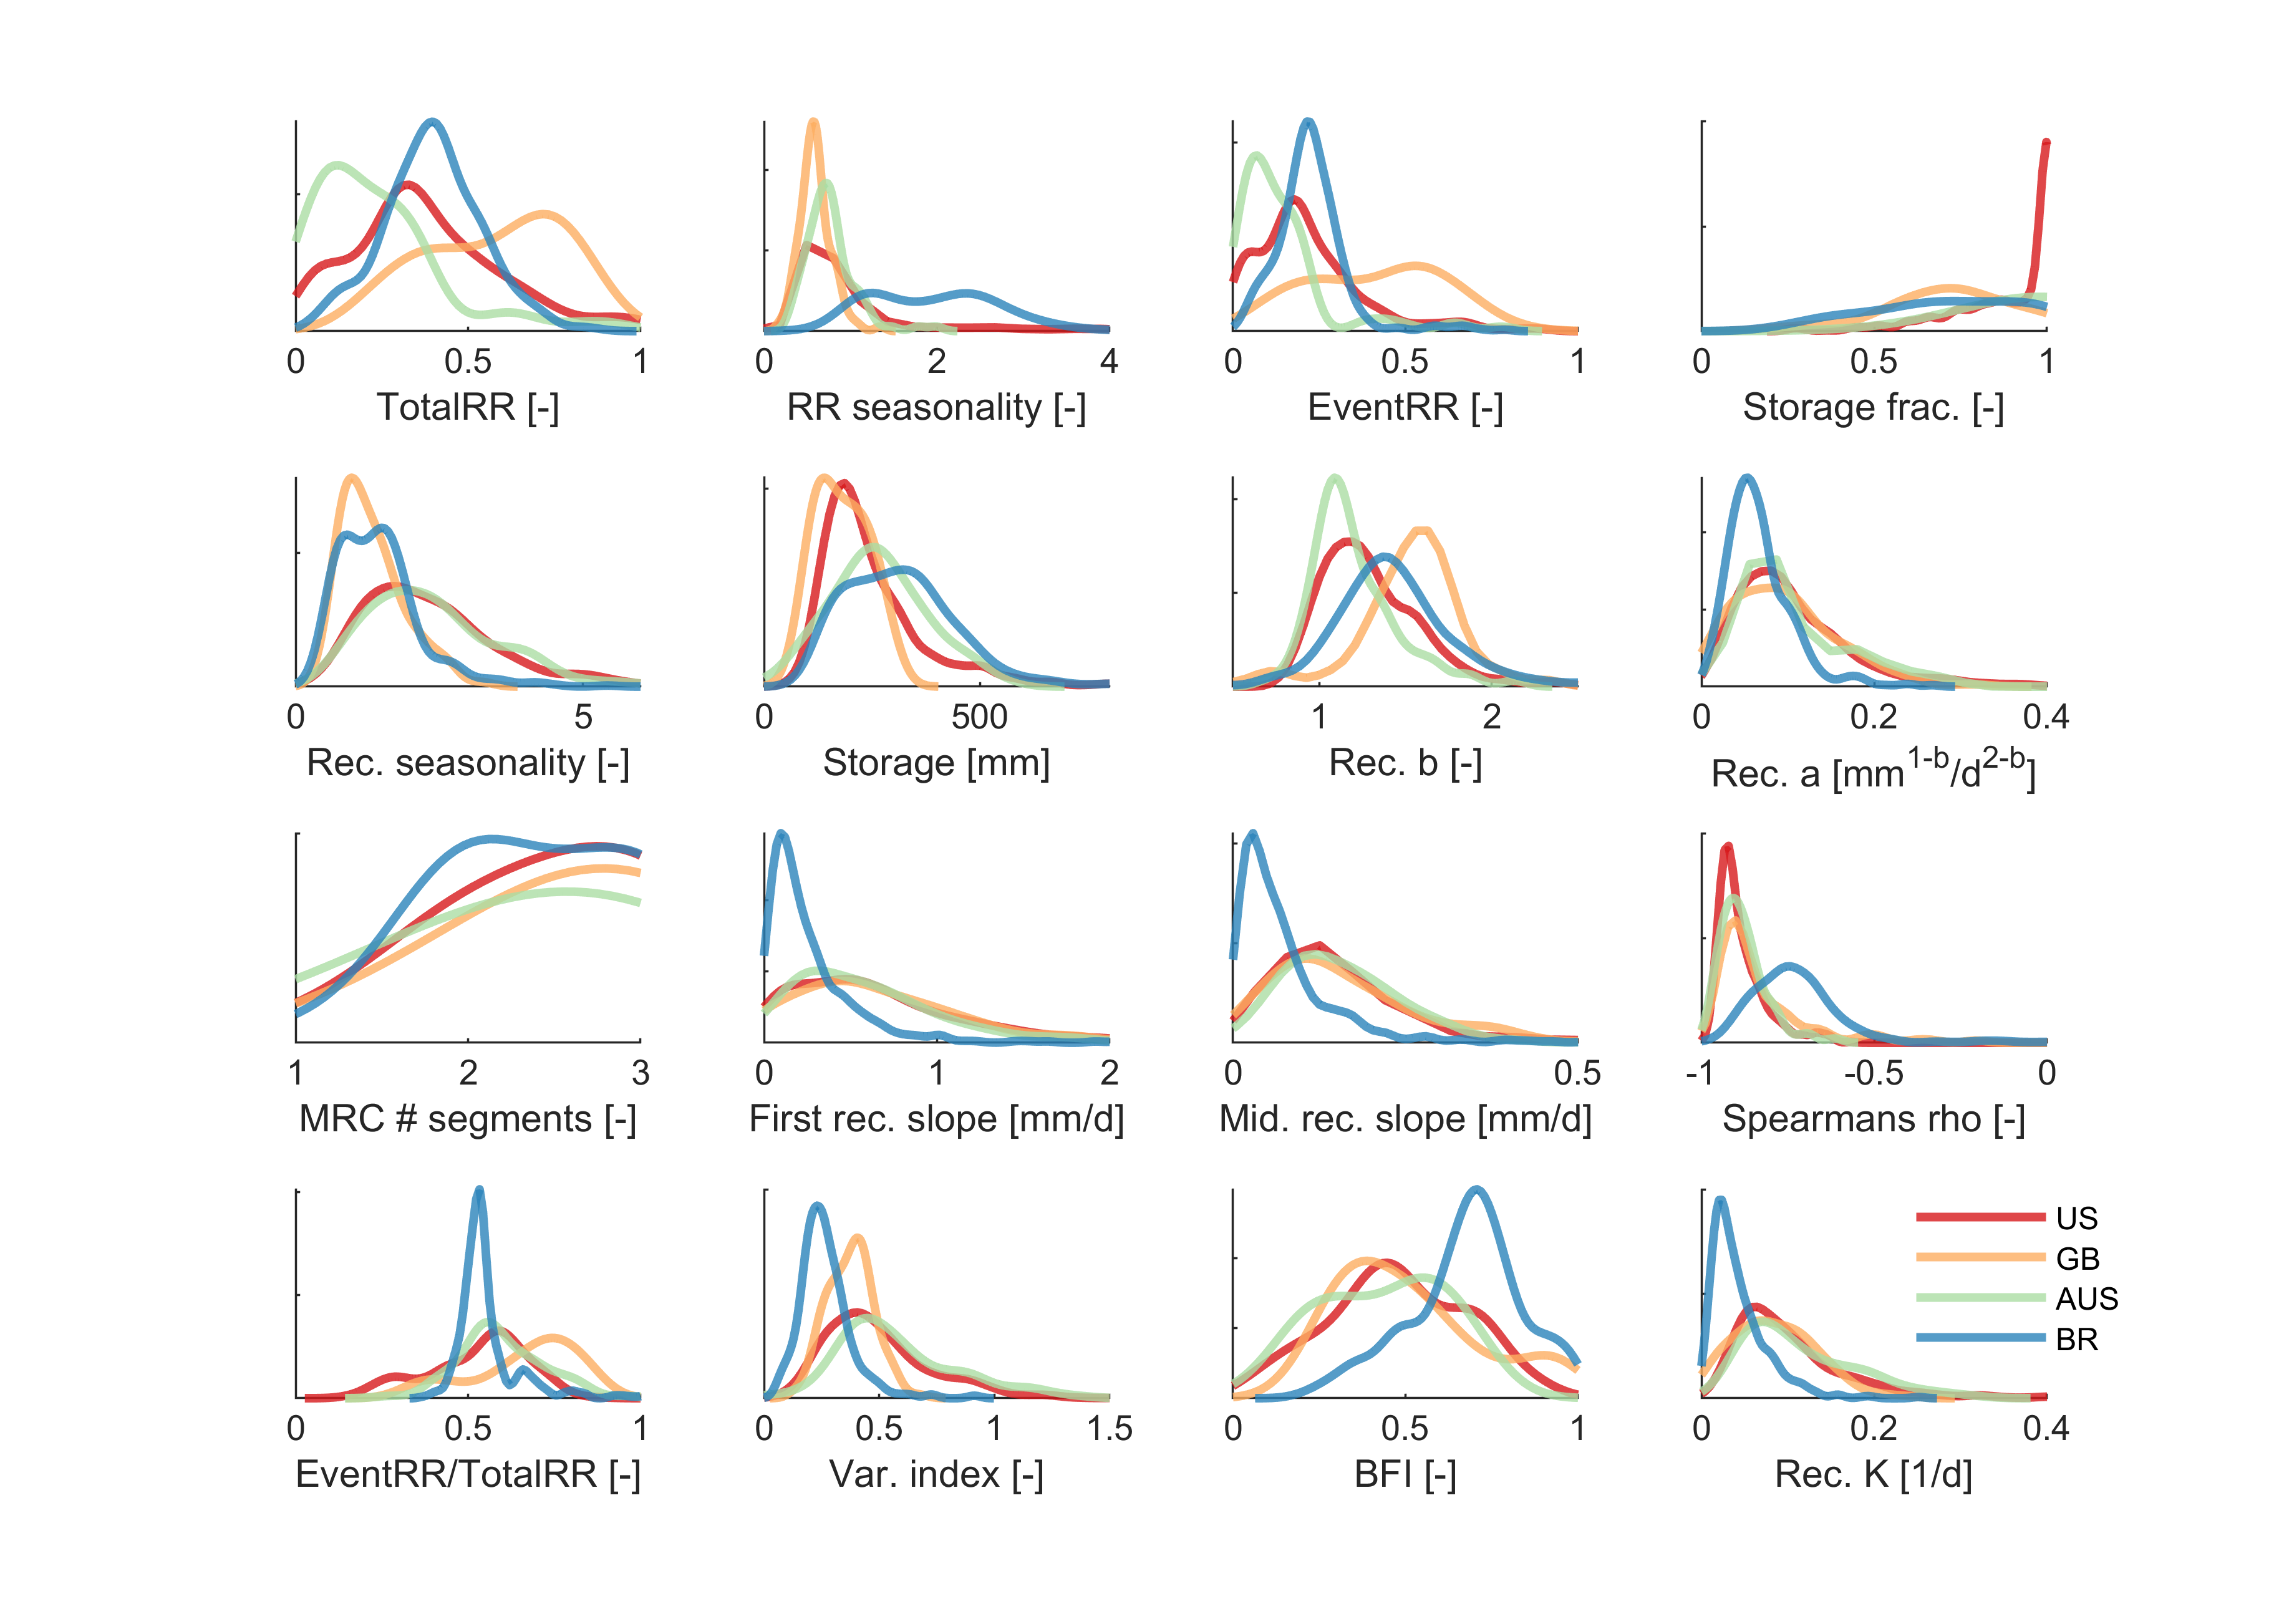 0 0.5 1
TotalRR [-]
0 2 4
RR seasonality [-]
0 0.5 1
EventRR [-]
0 0.5 1
Storage frac. [-]
0 5
Rec. seasonality [-]
0 500
Storage [mm]
1 2
Rec. b [-]
0 0.2 0.4
Rec. a [mm^1-b/d^2-b]
1 2 3
MRC # segments [-]
0 1 2
First rec. slope [mm/d]
0 0.5
Mid. rec. slope [mm/d]
-1 -0.5 0
Spearmans rho [-]
0 0.5 1
EventRR/TotalRR [-]
0 0.5 1 1.5
Var. index [-]
0 0.5 1
BFI [-]
US
GB
AUS
BR
0 0.2 0.4
Rec. K [1/d]